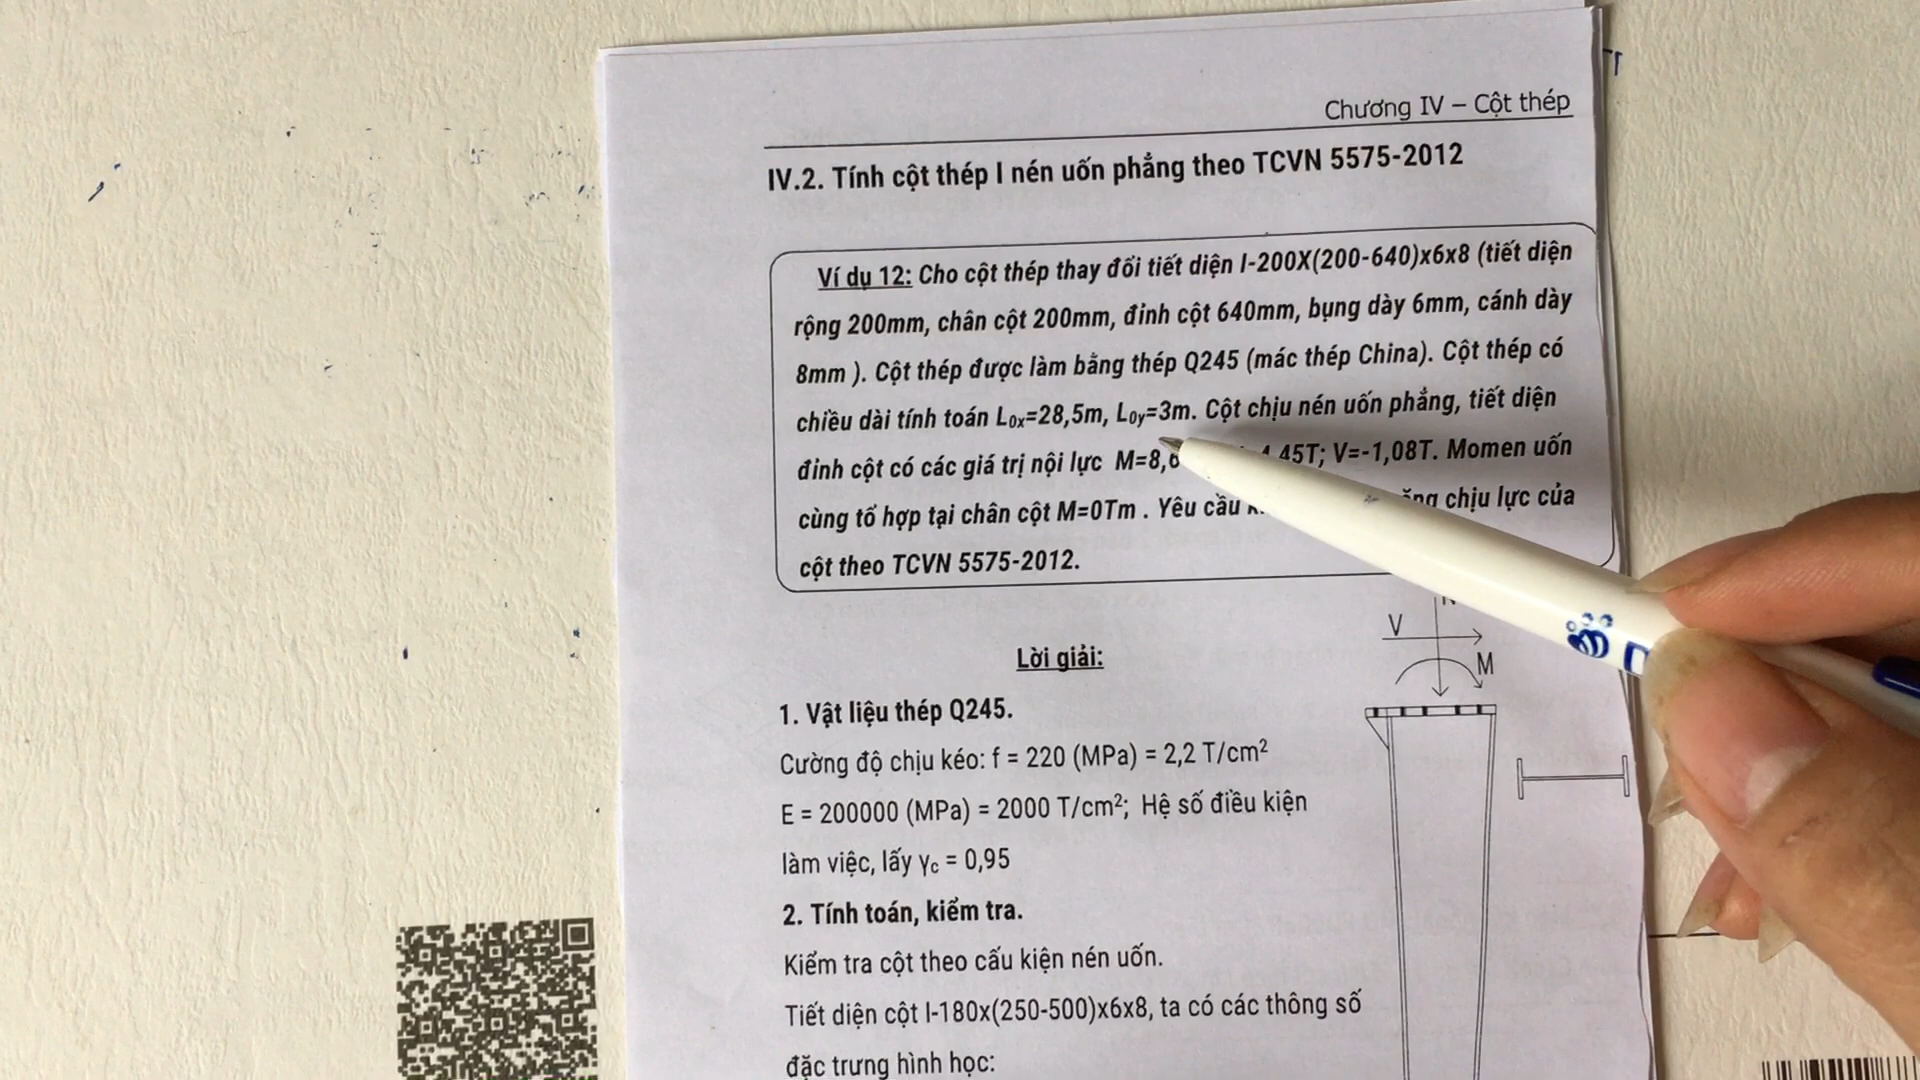 Chương IV – Cột thép
IV.2. Tính cột thép I nén uốn phẳng theo TCVN 5575-2012
Ví dụ 12: Cho cột thép thay đổi tiết diện I-200X(200-640)x6x8 (tiết diện
rộng 200mm, chân cột 200mm, đỉnh cột 640mm, bụng dày 6mm, cánh dày
8mm ). Cột thép được làm bằng thép Q245 (mác thép China). Cột thép có
chiều dài tính toán L₀ₓ=28,5m, L₀y=3m. Cột chịu nén uốn phẳng, tiết diện
đỉnh cột có các giá trị nội lực M=8,6 4,45T; V=-1,08T. Momen uốn
cùng tổ hợp tại chân cột M=0Tm . Yêu cầu chịu lực của
cột theo TCVN 5575-2012.
V
M
Lời giải:
1. Vật liệu thép Q245.
Cường độ chịu kéo: f = 220 (MPa) = 2,2 T/cm²
E = 200000 (MPa) = 2000 T/cm²; Hệ số điều kiện
làm việc, lấy γc = 0,95
2. Tính toán, kiểm tra.
Kiểm tra cột theo cấu kiện nén uốn.
Tiết diện cột I-180x(250-500)x6x8, ta có các thông số
đặc trưng hình học: